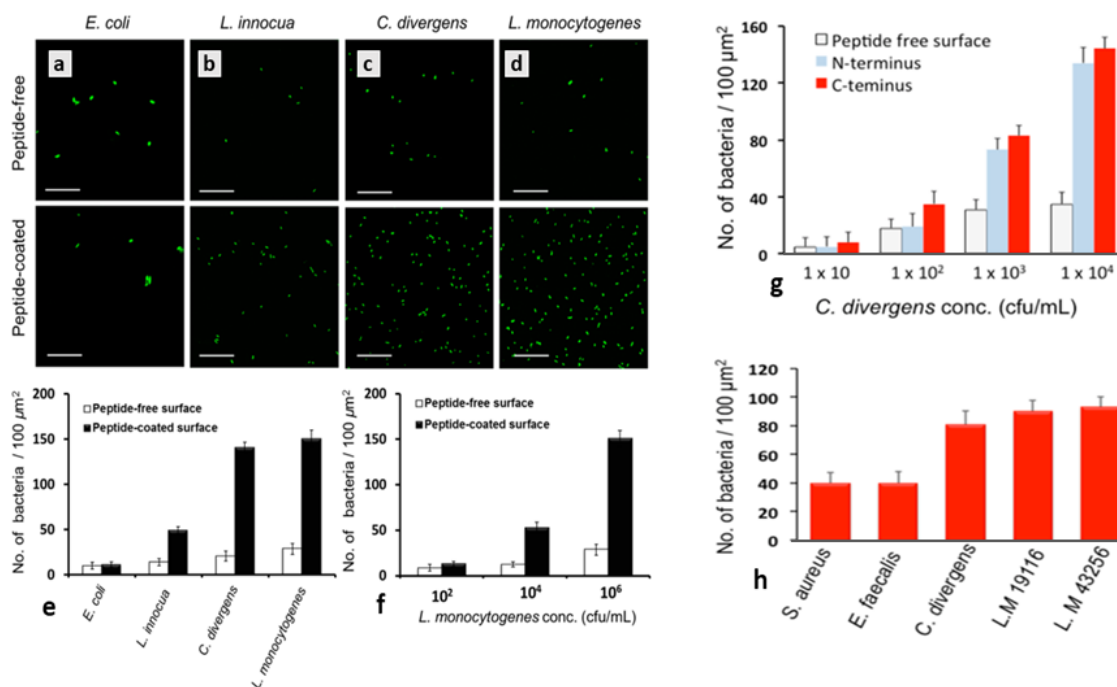 E. coli
L. innocua
C. divergens
L. monocytogenes
Peptide-free
a
b
c
d
Peptide-coated
200
150
100
50
0
No. of bacteria / 100 µm²
Peptide-free surface
Peptide-coated surface
E. coli
L. innocua
C. divergens
L. monocytogenes
e
200
150
100
50
0
No. of bacteria / 100 µm²
Peptide-free surface
Peptide-coated surface
10²
10⁴
10⁶
L. monocytogenes conc. (cfu/mL)
f
160
120
80
40
0
No. of bacteria / 100 µm²
Peptide free surface
N-terminus
C-teminus
1 x 10
1 x 10²
1 x 10³
1 x 10⁴
C. divergens conc. (cfu/mL)
g
120
100
80
60
40
20
0
No. of bacteria / 100 µm²
S. aureus
E. faecalis
C. divergens
L.M 19116
L. M 43256
h